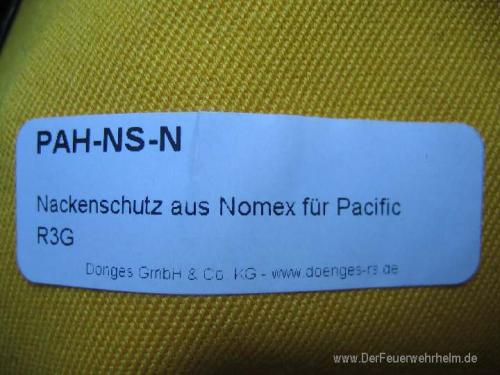 PAH-NS-N
Nackenschutz aus Nomex für Pacific
R3G
Donges GmbH & Co. KG - www.doenges-rs.de
www.DerFeuerwehrhelm.de